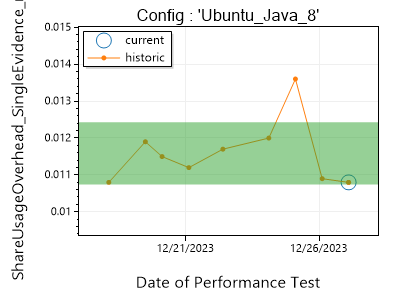 Config : 'Ubuntu_Java_8'
ShareUsageOverhead_SingleEvidence_
current
historic
0.015
0.014
0.013
0.012
0.011
0.01
12/21/2023
12/26/2023
Date of Performance Test